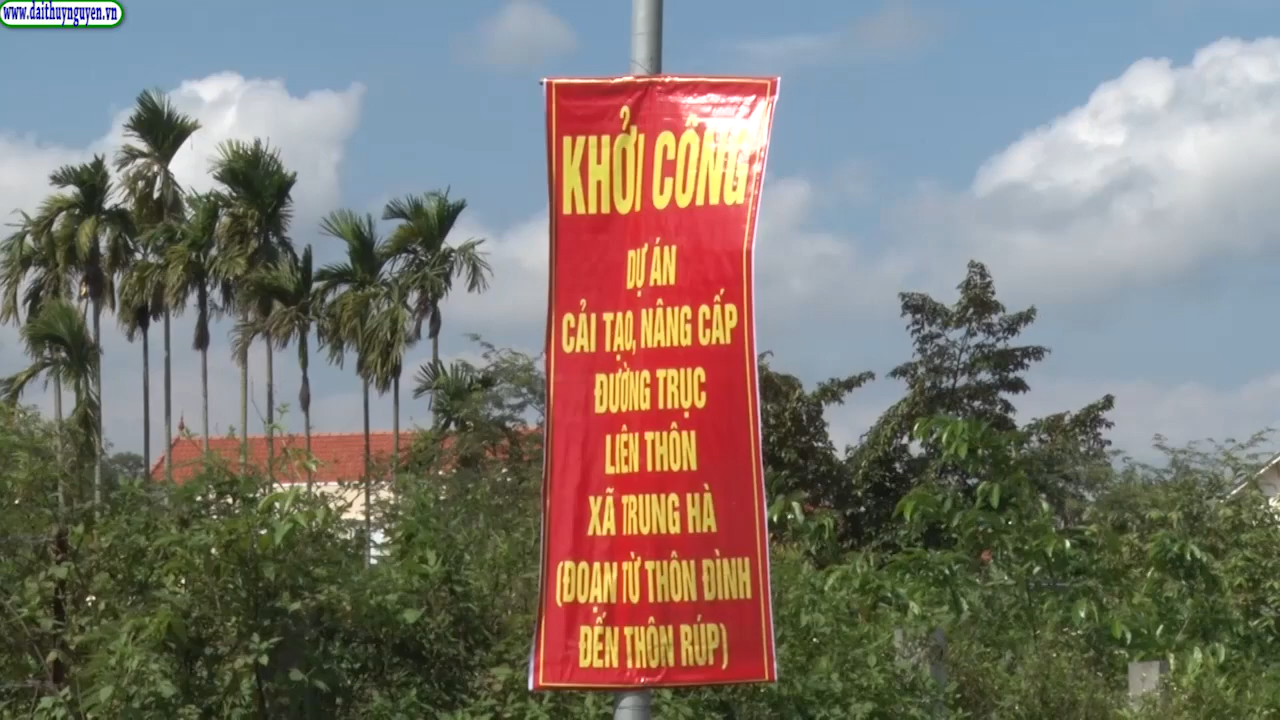 www.daithuynguyen.vn
KHỞI CÔNG
DỰ ÁN
CẢI TẠO, NÂNG CẤP
ĐƯỜNG TRỤC
LIÊN THÔN
XÃ TRUNG HÀ
(ĐOẠN TỪ THÔN ĐÌNH
ĐẾN THÔN RÚP)